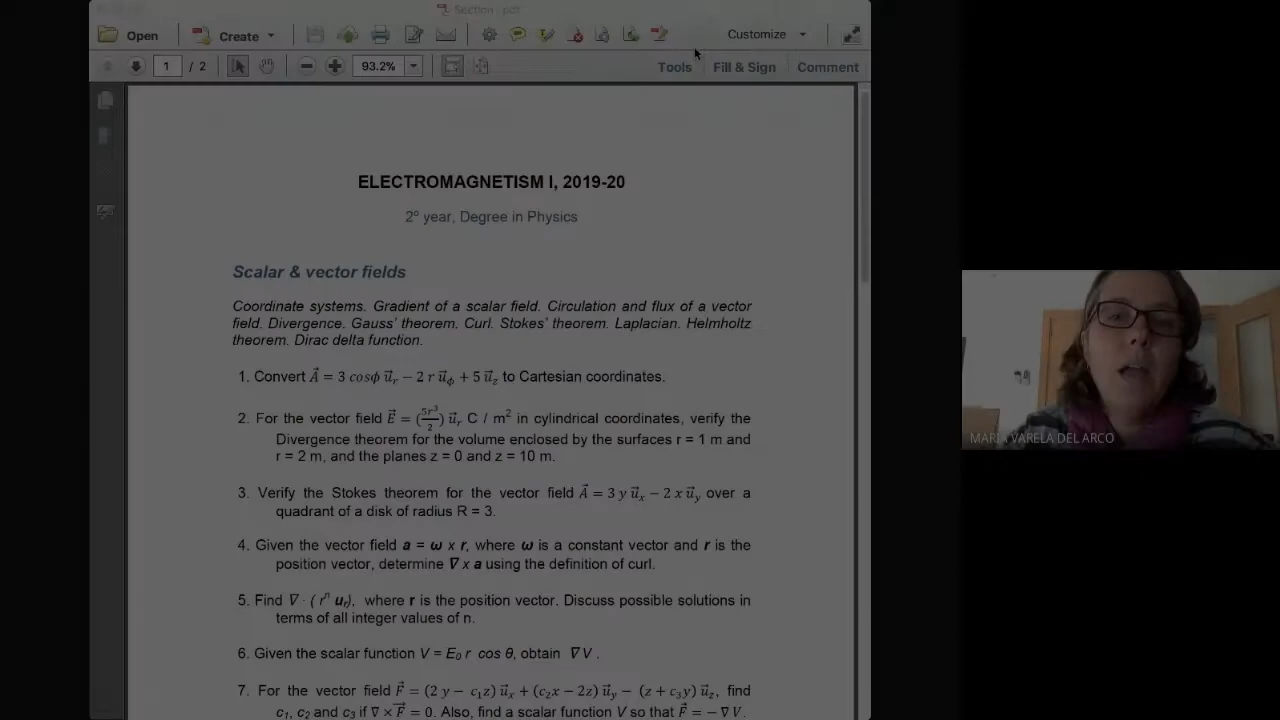 Section
.pdf
Open
Create
Customize
1 / 2
93.2%
Tools
Fill & Sign
Comment
ELECTROMAGNETISM I, 2019-20
2º year, Degree in Physics
Scalar & vector fields
Coordinate systems. Gradient of a scalar field. Circulation and flux of a vector
field. Divergence. Gauss' theorem. Curl. Stokes' theorem. Laplacian. Helmholtz
theorem. Dirac delta function.
1. Convert A⃗ = 3 cosϕ u⃗ᵣ − 2 r u⃗_ϕ + 5 u⃗_z to Cartesian coordinates.
2. For the vector field E⃗ = (5r³/2) u⃗ᵣ C / m² in cylindrical coordinates, verify the
Divergence theorem for the volume enclosed by the surfaces r = 1 m and
r = 2 m, and the planes z = 0 and z = 10 m.
3. Verify the Stokes theorem for the vector field A⃗ = 3 y u⃗ₓ − 2 x u⃗_y over a
quadrant of a disk of radius R = 3.
4. Given the vector field a = ω x r, where ω is a constant vector and r is the
position vector, determine ∇ x a using the definition of curl.
5. Find ∇ · ( rⁿ uᵣ), where r is the position vector. Discuss possible solutions in
terms of all integer values of n.
6. Given the scalar function V = E₀ r cos θ, obtain ∇ V .
7. For the vector field F⃗ = (2 y − c₁z) u⃗ₓ + (c₂x − 2z) u⃗_y − (z + c₃y) u⃗_z, find
c₁, c₂ and c₃ if ∇ × F⃗ = 0. Also, find a scalar function V so that F⃗ = − ∇ V.
MARIA VARELA DEL ARCO